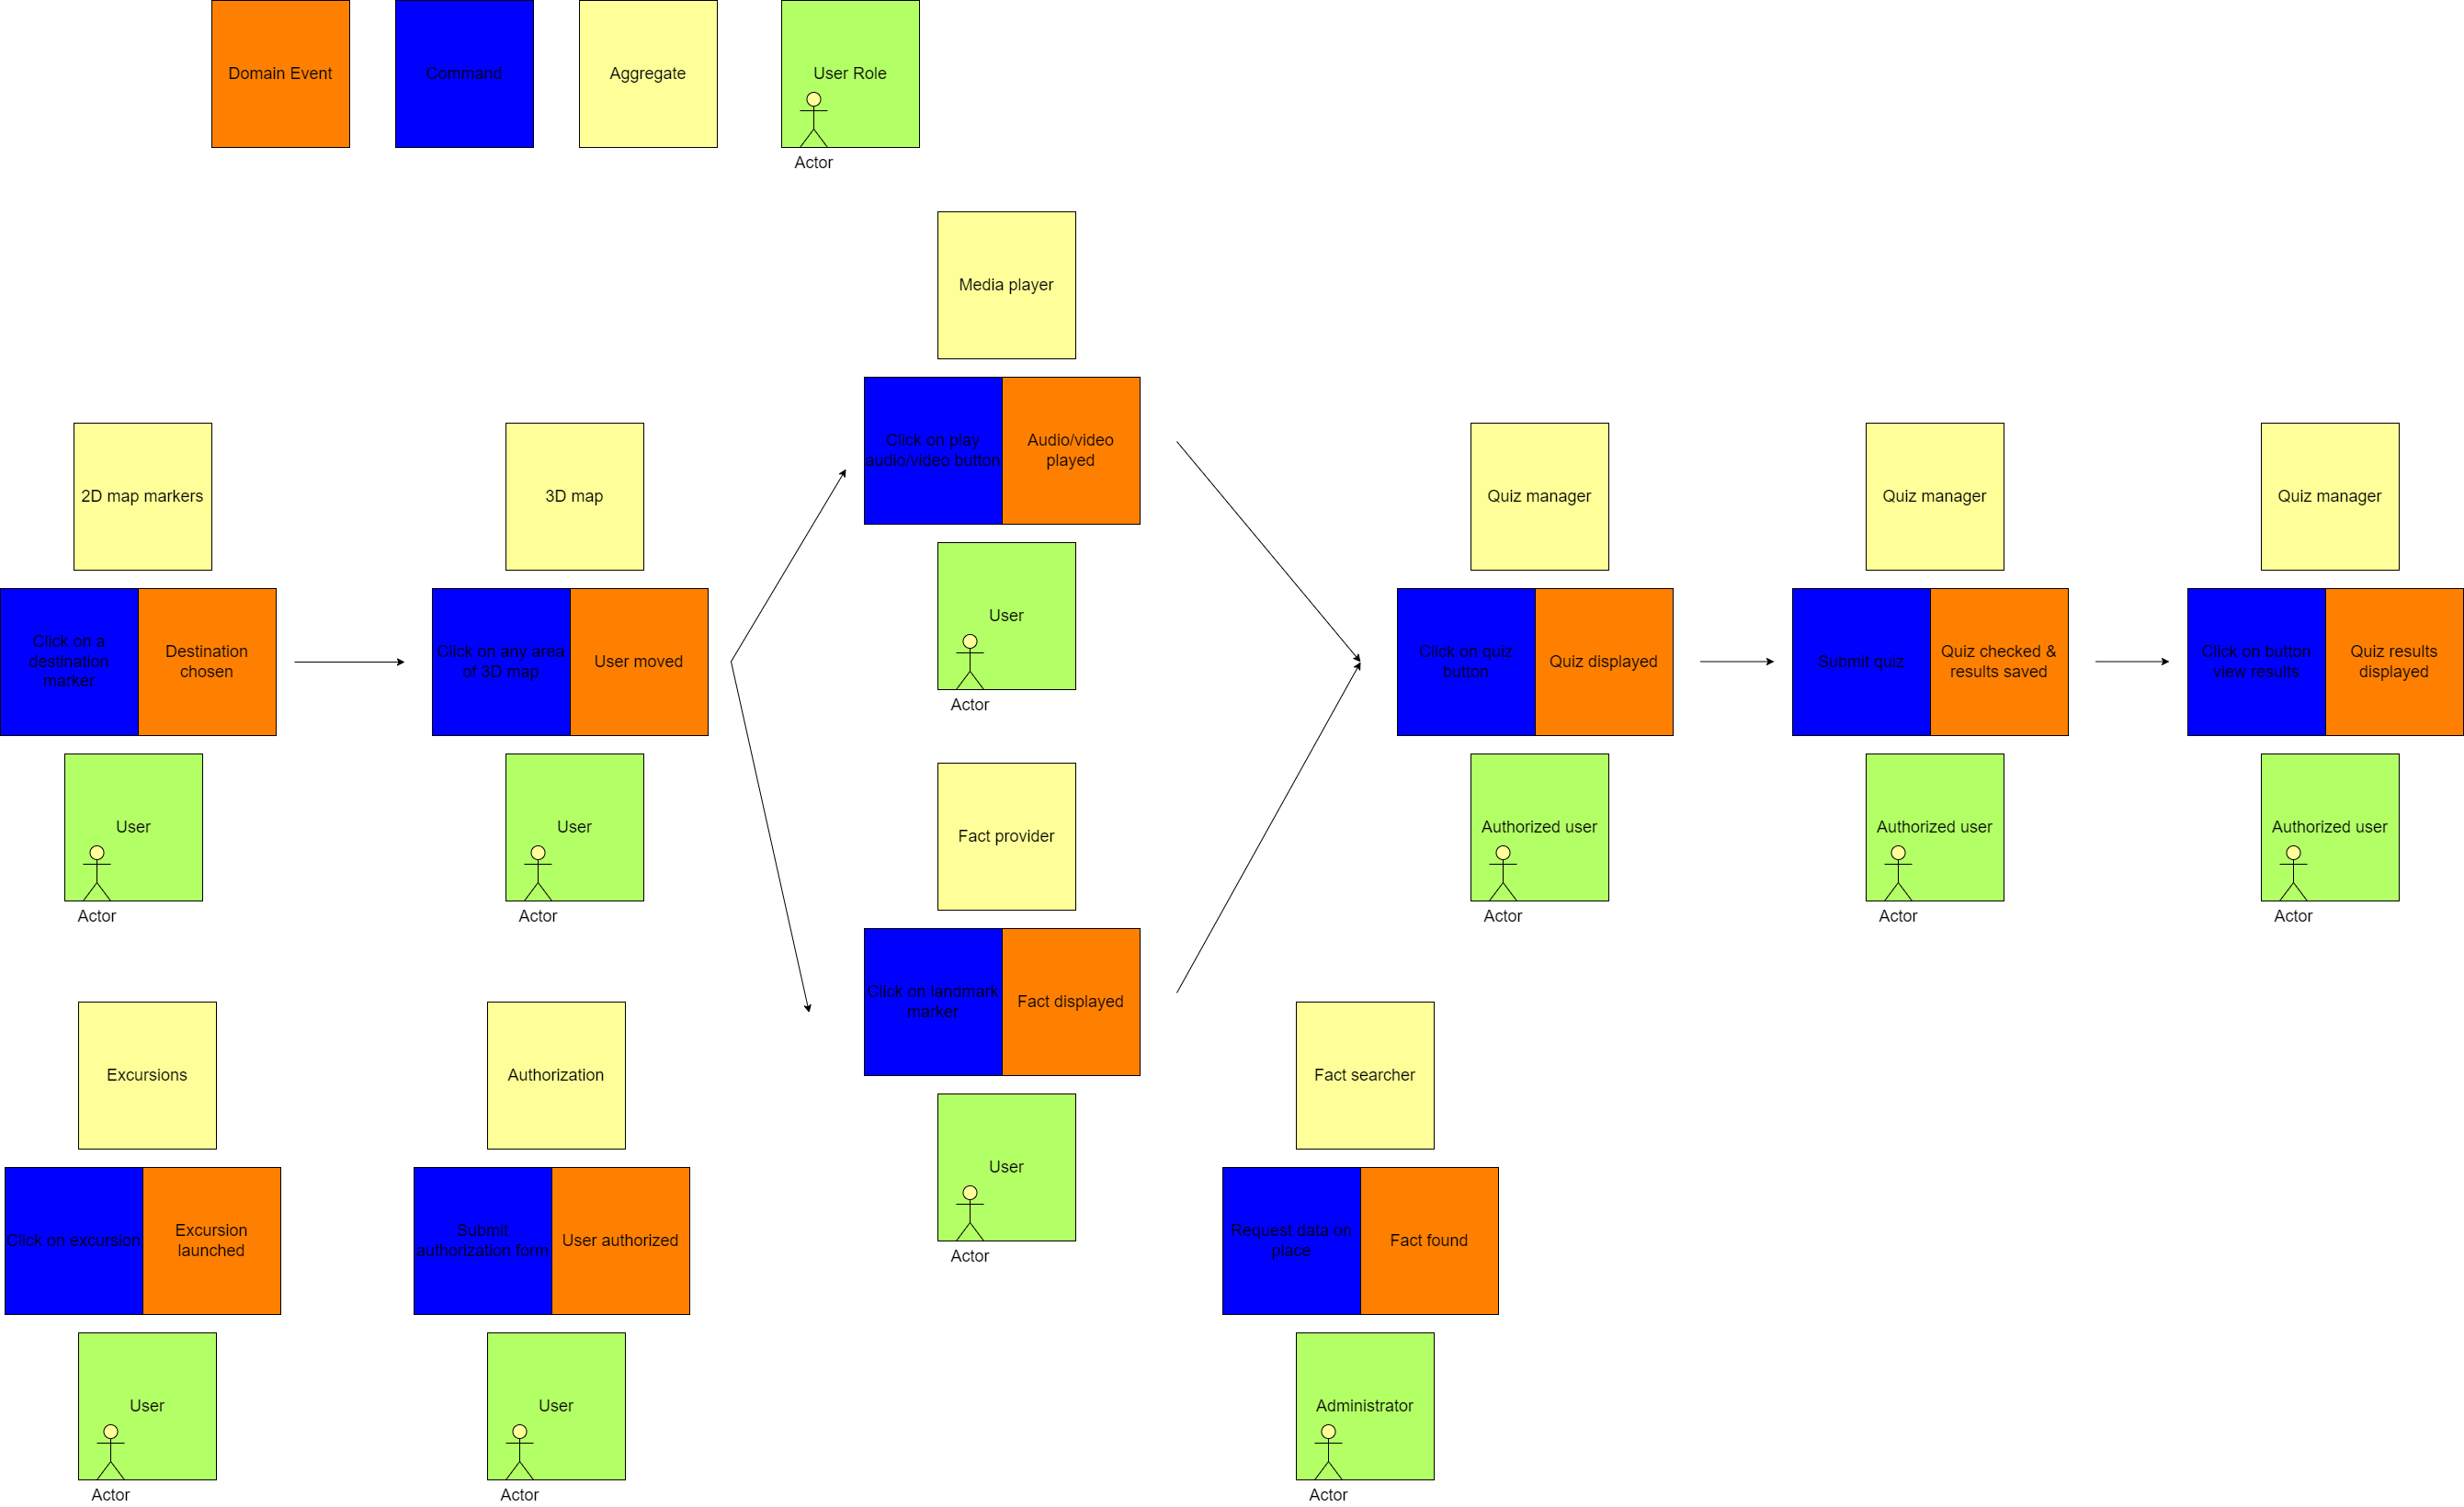 Domain Event
Command
Aggregate
User Role
Actor
Media player
Click on play
audio/video button
Audio/video
played
User
Actor
2D map markers
Click on a
destination
marker
Destination
chosen
User
Actor
3D map
Click on any area
of 3D map
User moved
User
Actor
Quiz manager
Click on quiz
button
Quiz displayed
Authorized user
Actor
Quiz manager
Submit quiz
Quiz checked &
results saved
Authorized user
Actor
Quiz manager
Click on button
view results
Quiz results
displayed
Authorized user
Actor
Fact provider
Click on landmark
marker
Fact displayed
User
Actor
Excursions
Click on excursion
Excursion
launched
User
Actor
Authorization
Submit
authorization form
User authorized
User
Actor
Fact searcher
Request data on
place
Fact found
Administrator
Actor